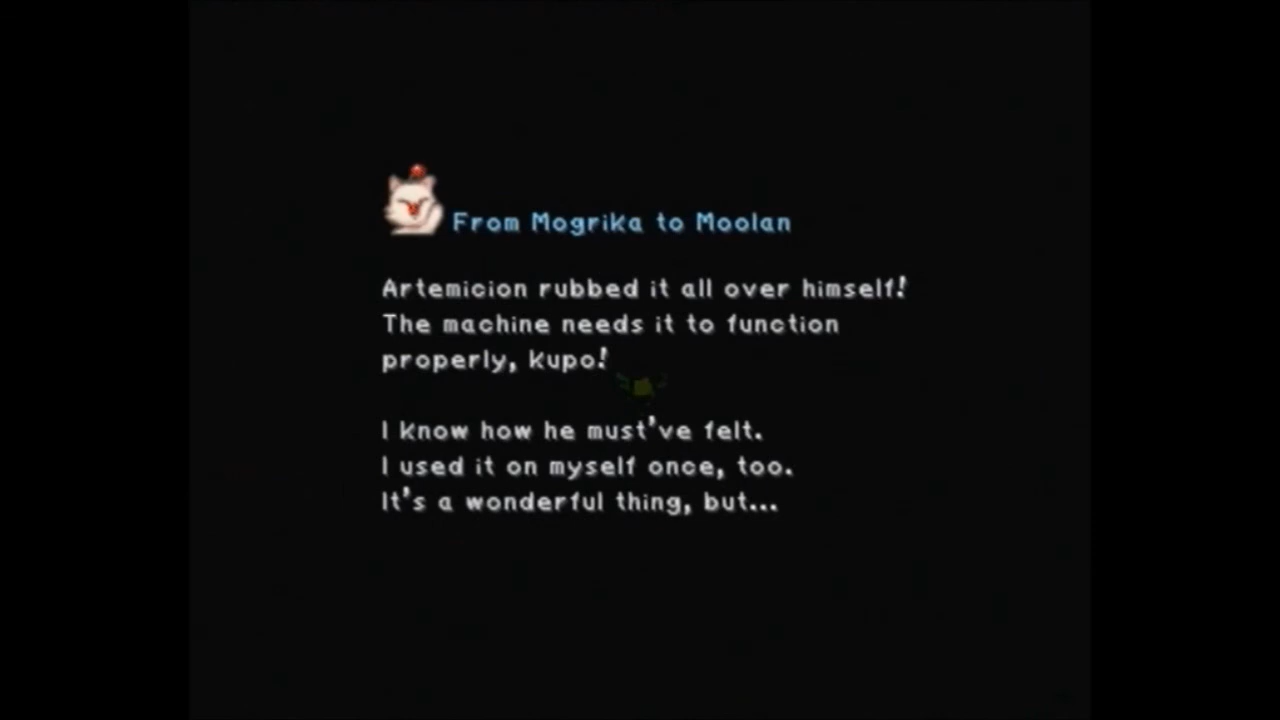 From Mogrika to Moolan
Artemicion rubbed it all over himself!
The machine needs it to function
properly, kupo!
I know how he must've felt.
I used it on myself once, too.
It's a wonderful thing, but...